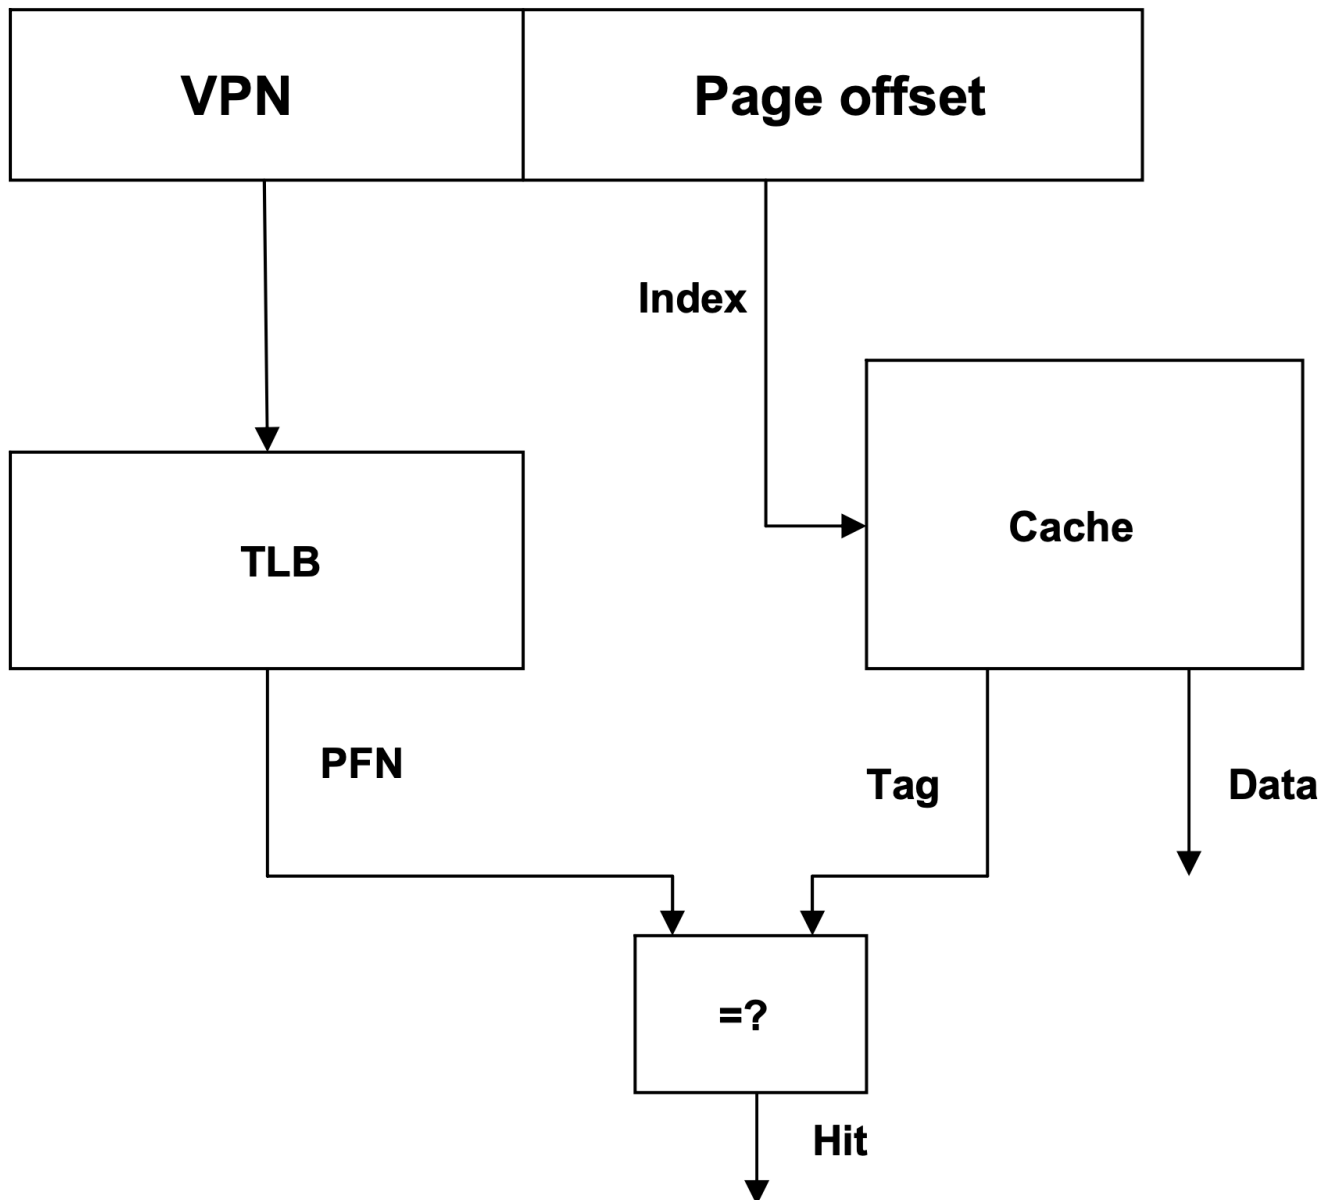 VPN
Page offset
Index
Cache
TLB
PFN
Tag
Data
=?
Hit